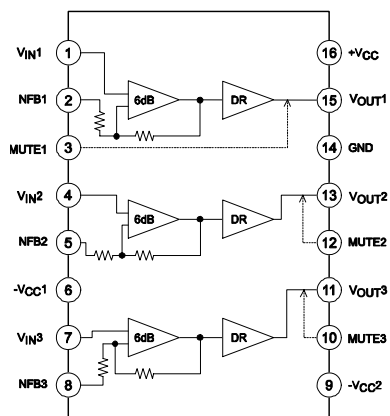 VIN1 1 6dB DR 16 +VCC
NFB1 2 15 VOUT1
MUTE1 3 14 GND
VIN2 4 6dB DR 13 VOUT2
NFB2 5 12 MUTE2
-VCC1 6 11 VOUT3
VIN3 7 6dB DR 10 MUTE3
NFB3 8 9 -VCC2